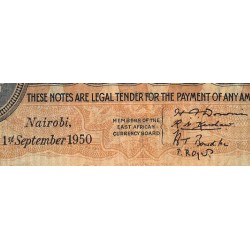 THESE NOTES ARE LEGAL TENDER FOR THE PAYMENT OF ANY AM
Nairobi,
1st September 1950
MEMBERS OF THE
EAST AFRICAN
CURRENCY BOARD